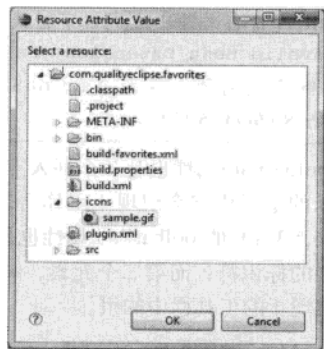 Resource Attribute Value
Select a resource:
com.qualityeclipse.favorites
.classpath
.project
META-INF
bin
build-favorites.xml
build.properties
build.xml
icons
sample.gif
plugin.xml
src
OK
Cancel